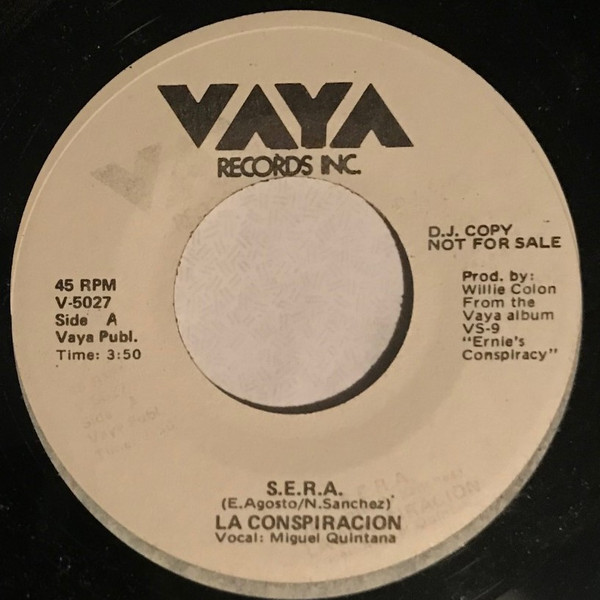 VAYA
RECORDS INC.
D.J. COPY
NOT FOR SALE
45 RPM
V-5027
Side A
Vaya Publ.
Time: 3:50
Prod. by:
Willie Colon
From the
Vaya album
VS-9
"Ernie's
Conspiracy"
S.E.R.A.
(E.Agosto/N.Sanchez)
LA CONSPIRACION
Vocal: Miguel Quintana